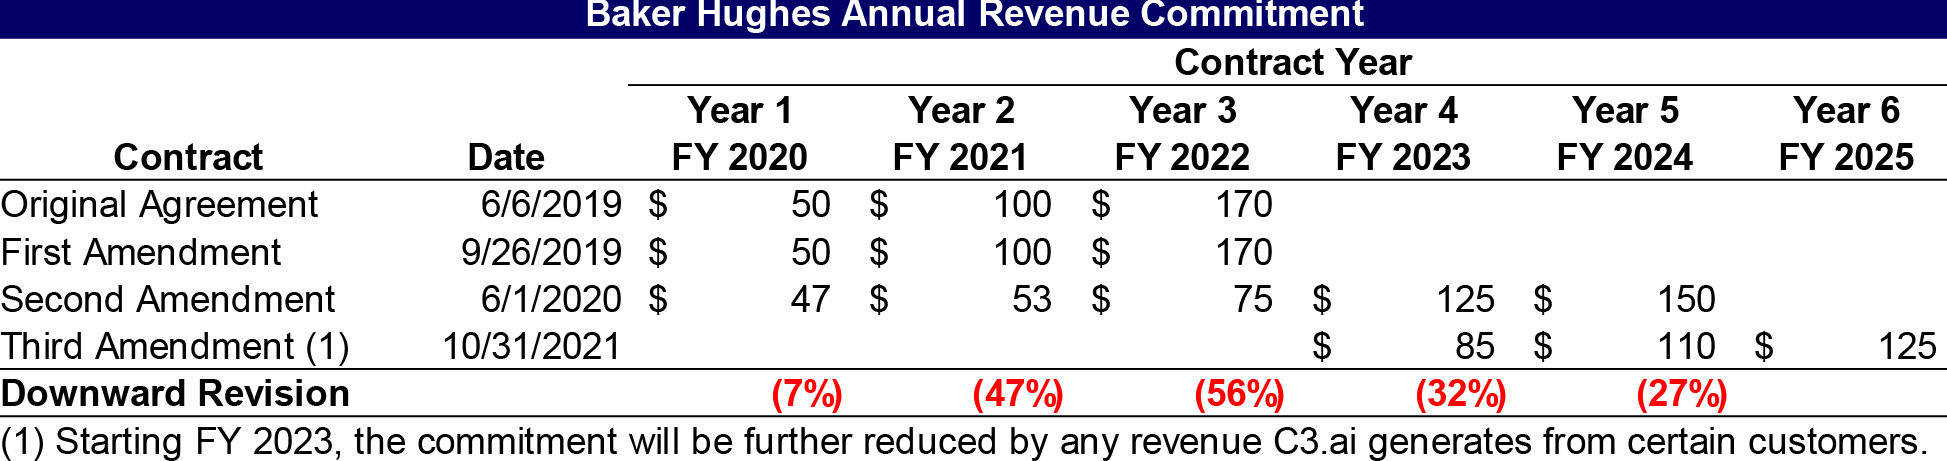 Baker Hughes Annual Revenue Commitment
Contract Year
Year 1 Year 2 Year 3 Year 4 Year 5 Year 6
Contract Date FY 2020 FY 2021 FY 2022 FY 2023 FY 2024 FY 2025
Original Agreement 6/6/2019 $ 50 $ 100 $ 170
First Amendment 9/26/2019 $ 50 $ 100 $ 170
Second Amendment 6/1/2020 $ 47 $ 53 $ 75 $ 125 $ 150
Third Amendment (1) 10/31/2021 $ 85 $ 110 $ 125
Downward Revision (7%) (47%) (56%) (32%) (27%)
(1) Starting FY 2023, the commitment will be further reduced by any revenue C3.ai generates from certain customers.